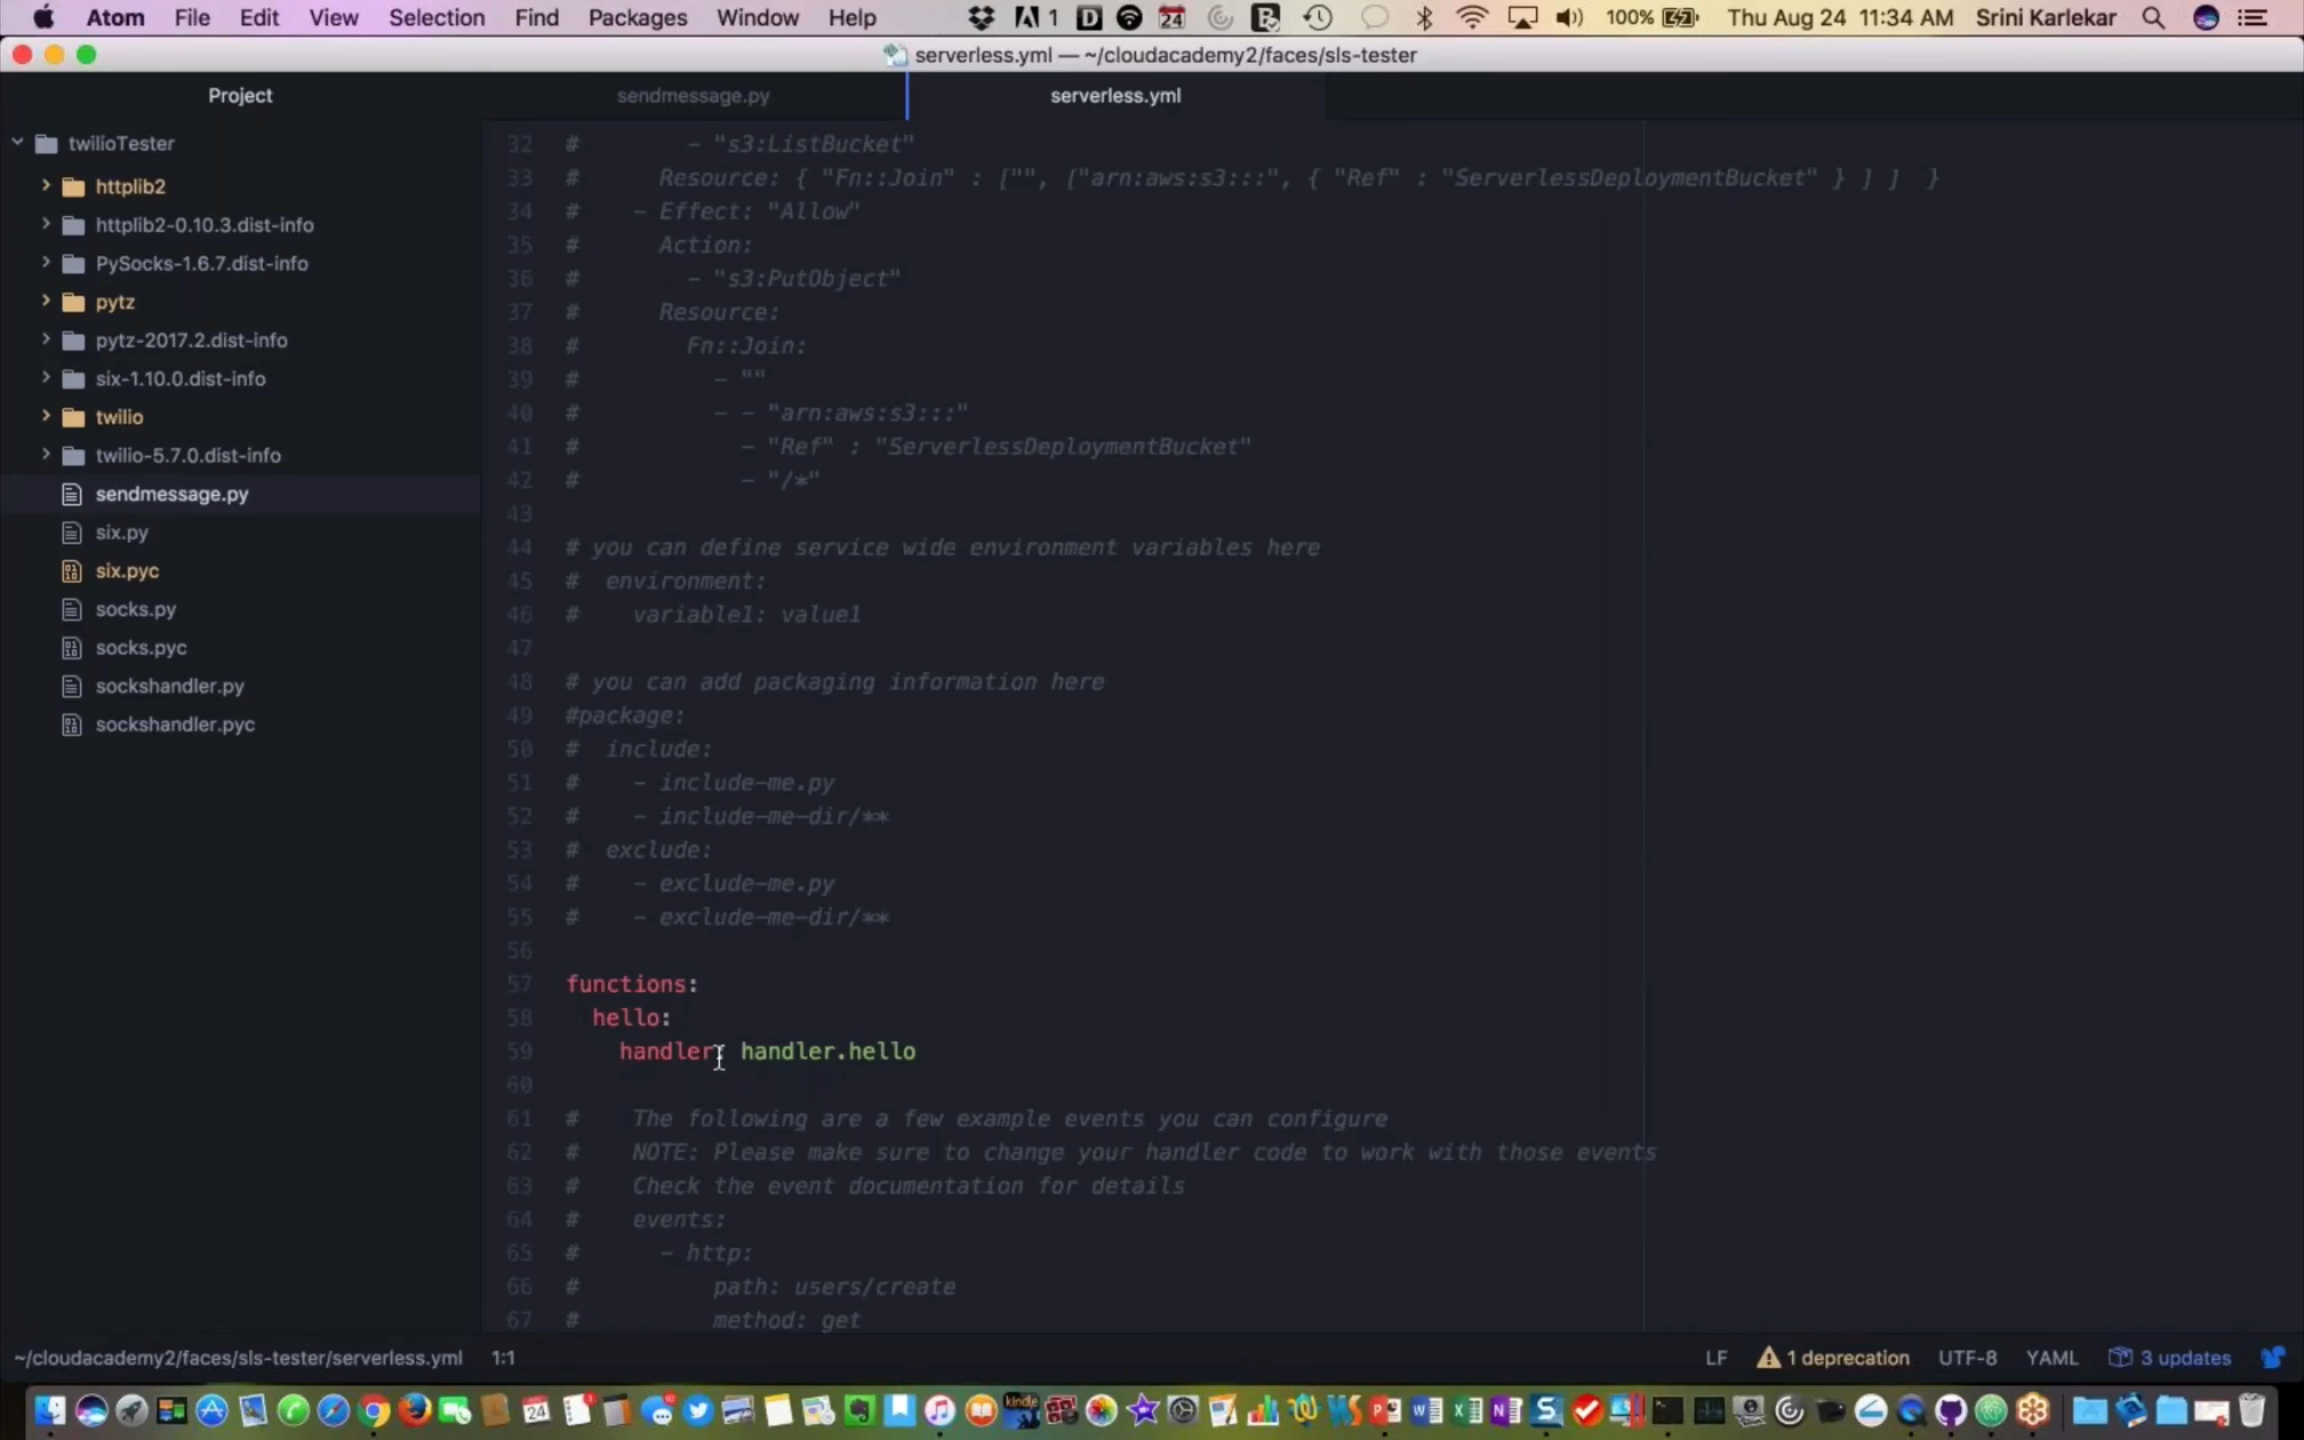 Atom File Edit View Selection Find Packages Window Help 1 D 24 100% Thu Aug 24 11:34 AM Srini Karlekar
serverless.yml — ~/cloudacademy2/faces/sls-tester
Project
sendmessage.py
serverless.yml
twilioTester
httplib2
httplib2-0.10.3.dist-info
PySocks-1.6.7.dist-info
pytz
pytz-2017.2.dist-info
six-1.10.0.dist-info
twilio
twilio-5.7.0.dist-info
sendmessage.py
six.py
six.pyc
socks.py
socks.pyc
sockshandler.py
sockshandler.pyc
32 # - "s3:ListBucket"
33 # Resource: { "Fn::Join" : ["", ["arn:aws:s3:::", { "Ref" : "ServerlessDeploymentBucket" } ] ] }
34 # - Effect: "Allow"
35 # Action:
36 # - "s3:PutObject"
37 # Resource:
38 # Fn::Join:
39 # - ""
40 # - - "arn:aws:s3:::"
41 # - "Ref" : "ServerlessDeploymentBucket"
42 # - "/*"
43
44 # you can define service wide environment variables here
45 # environment:
46 # variable1: value1
47
48 # you can add packaging information here
49 #package:
50 # include:
51 # - include-me.py
52 # - include-me-dir/**
53 # exclude:
54 # - exclude-me.py
55 # - exclude-me-dir/**
56
57 functions:
58 hello:
59 handler: handler.hello
60
61 # The following are a few example events you can configure
62 # NOTE: Please make sure to change your handler code to work with those events
63 # Check the event documentation for details
64 # events:
65 # - http:
66 # path: users/create
67 # method: get
~/cloudacademy2/faces/sls-tester/serverless.yml 1:1 LF 1 deprecation UTF-8 YAML 3 updates
24 kindle